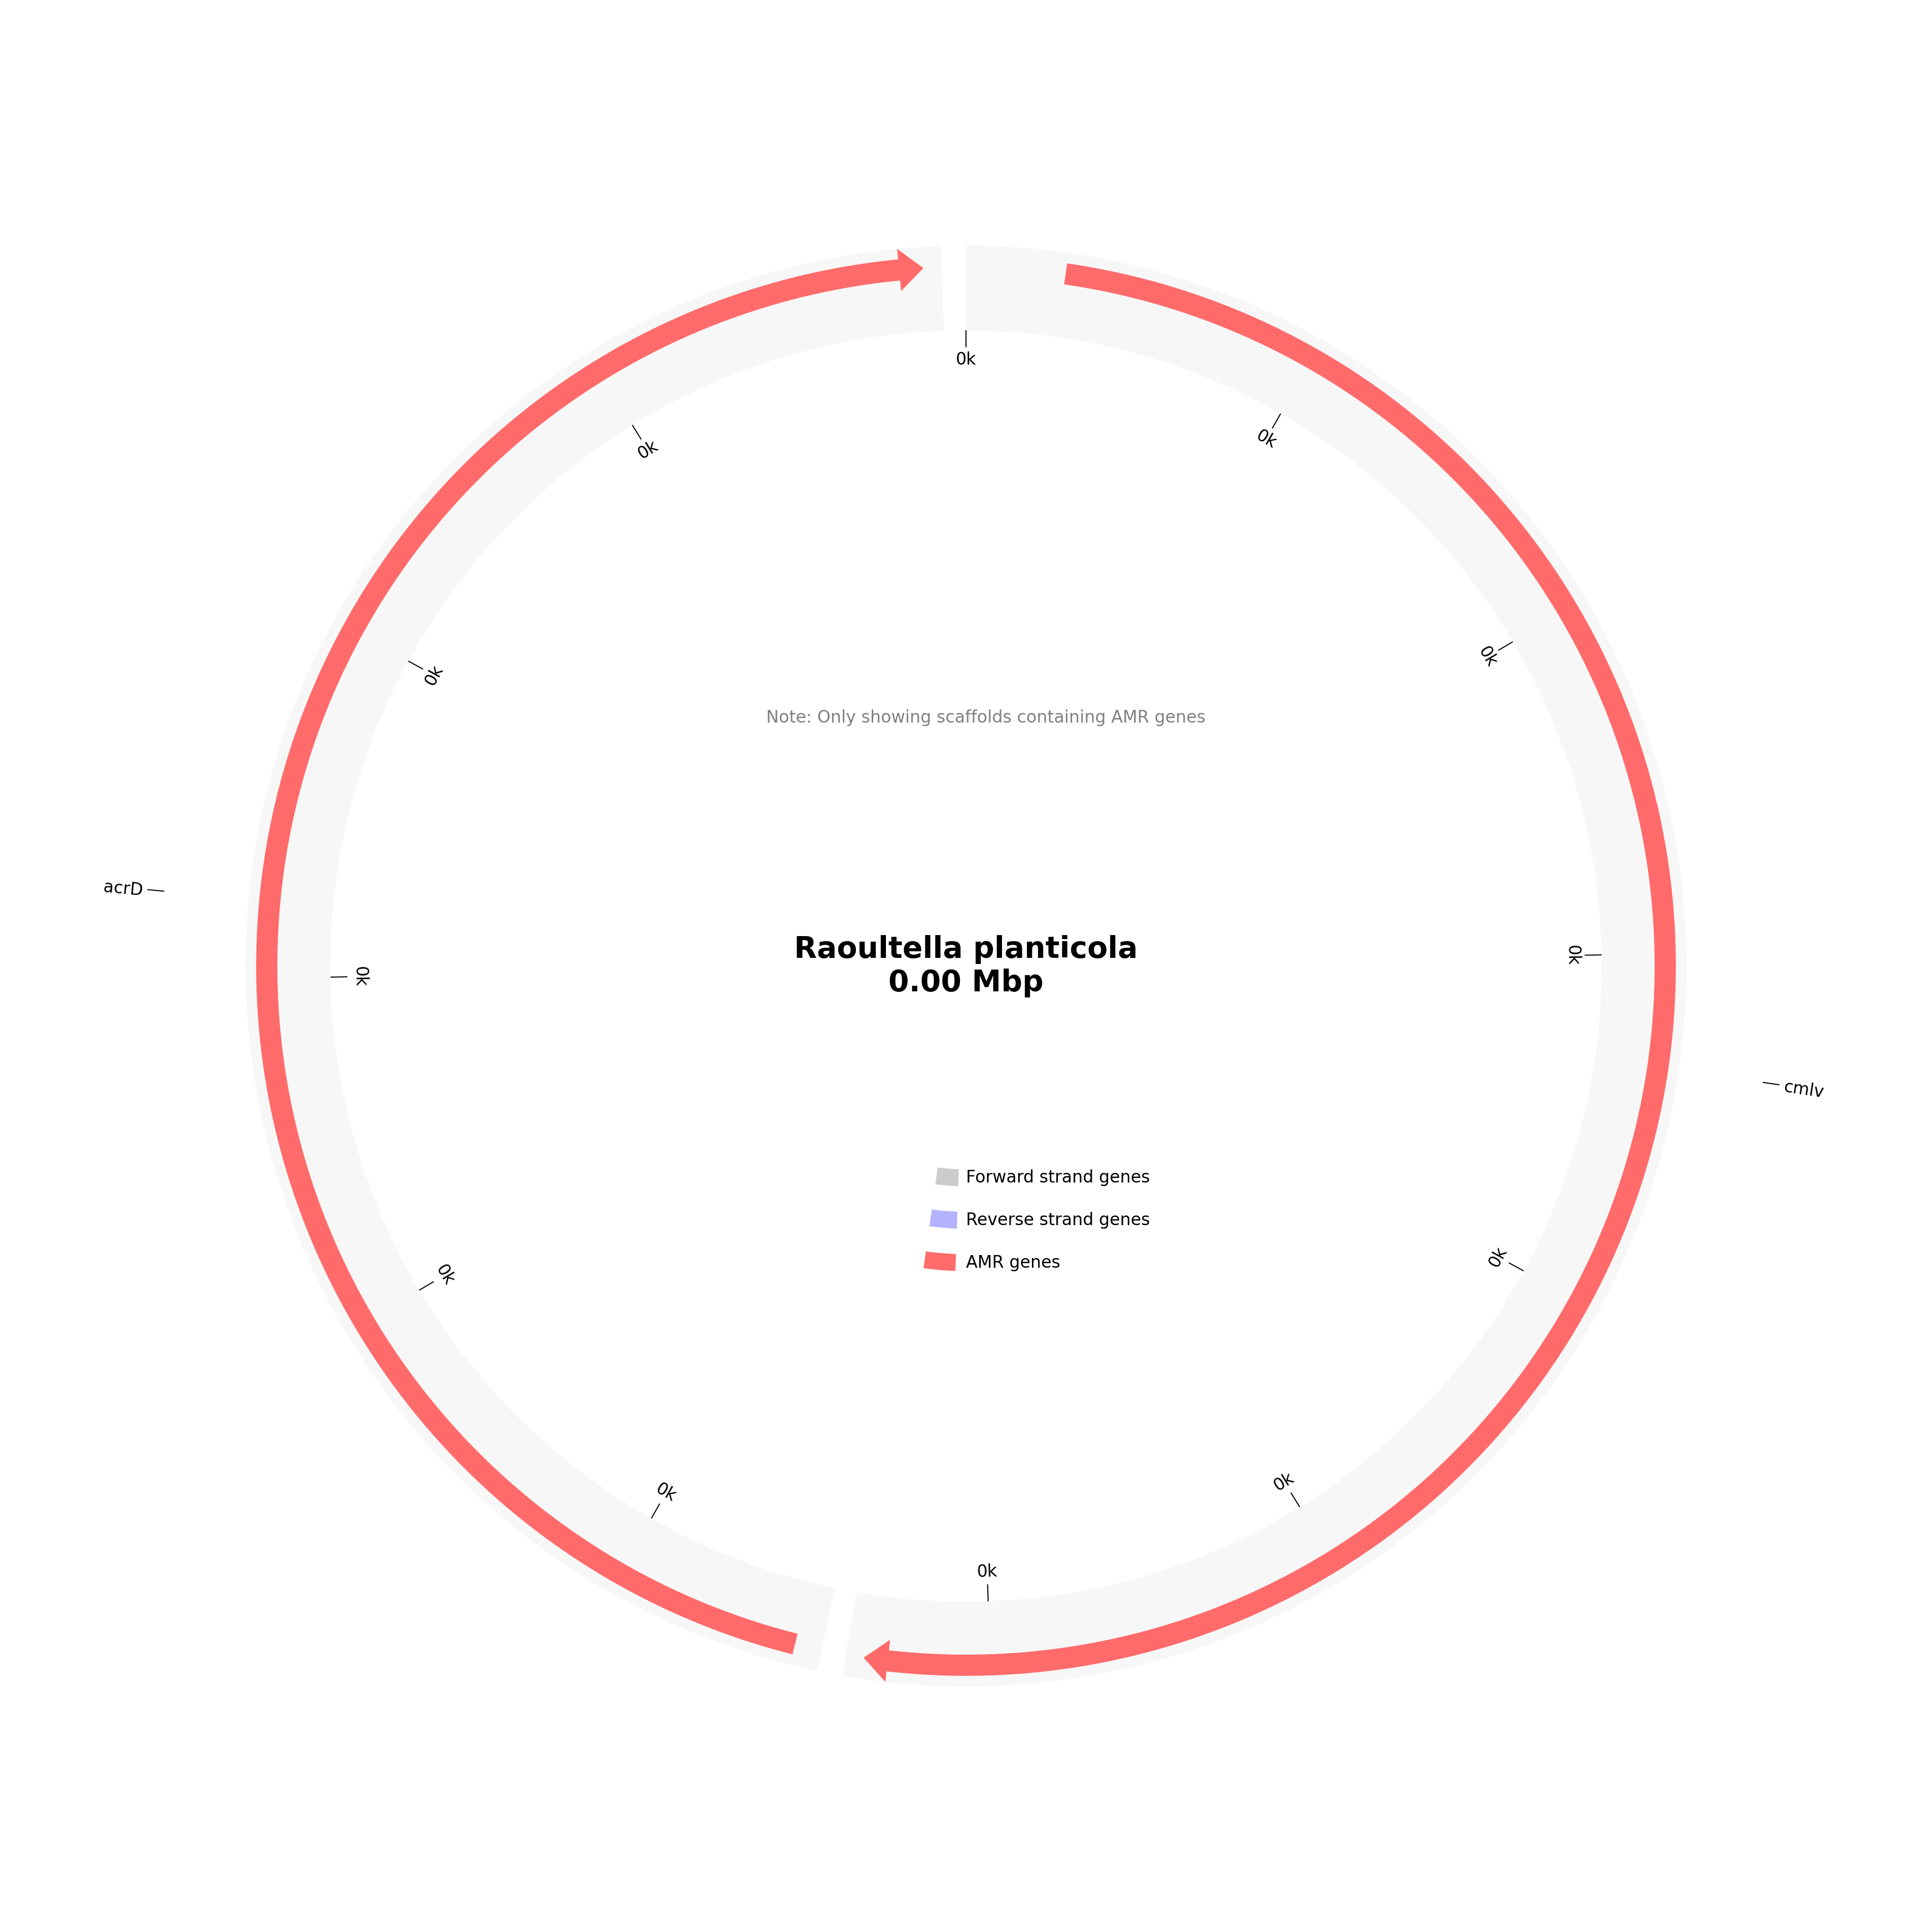 0k
0k
0k
0k
0k
0k
Note: Only showing scaffolds containing AMR genes
acrD
Raoultella planticola
0.00 Mbp
0k
0k
cmlv
Forward strand genes
Reverse strand genes
AMR genes
0k
0k
0k
0k
0k